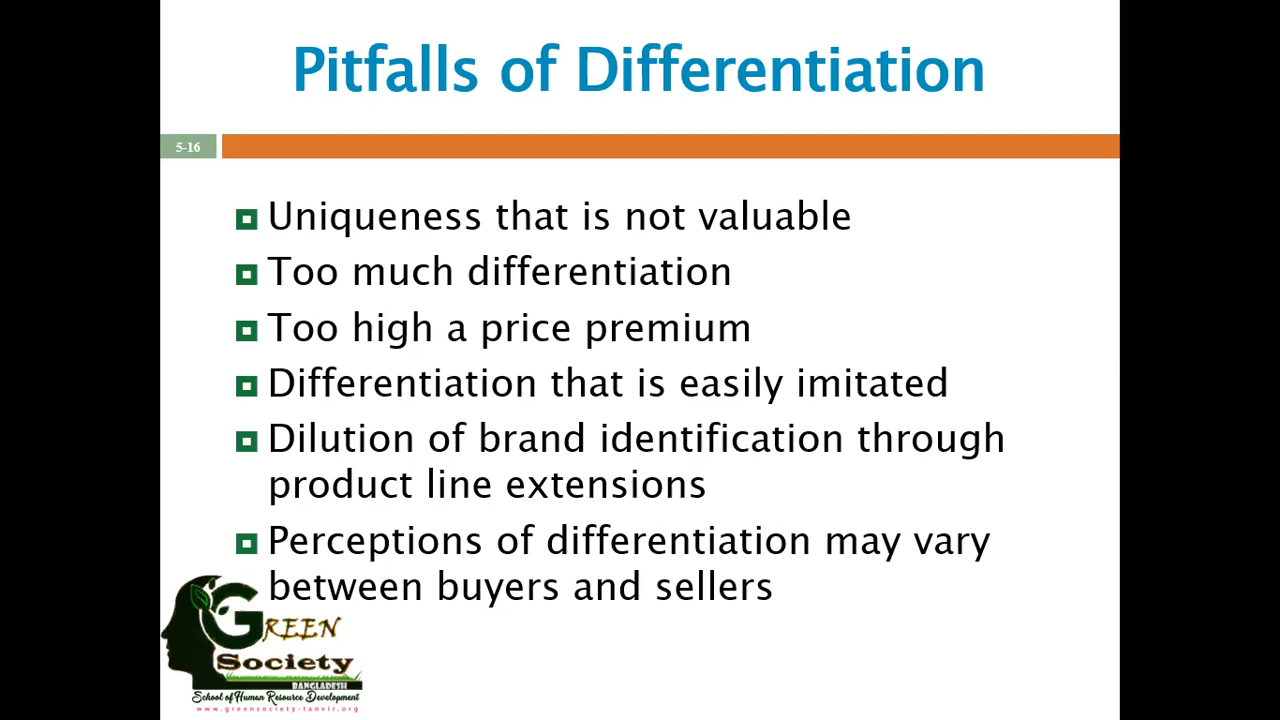 Pitfalls of Differentiation
5-16
Uniqueness that is not valuable
Too much differentiation
Too high a price premium
Differentiation that is easily imitated
Dilution of brand identification through
product line extensions
Perceptions of differentiation may vary
between buyers and sellers
GREEN
Society
BANGLADESH
School of Human Resource Development
www.greensociety-tanvir.org